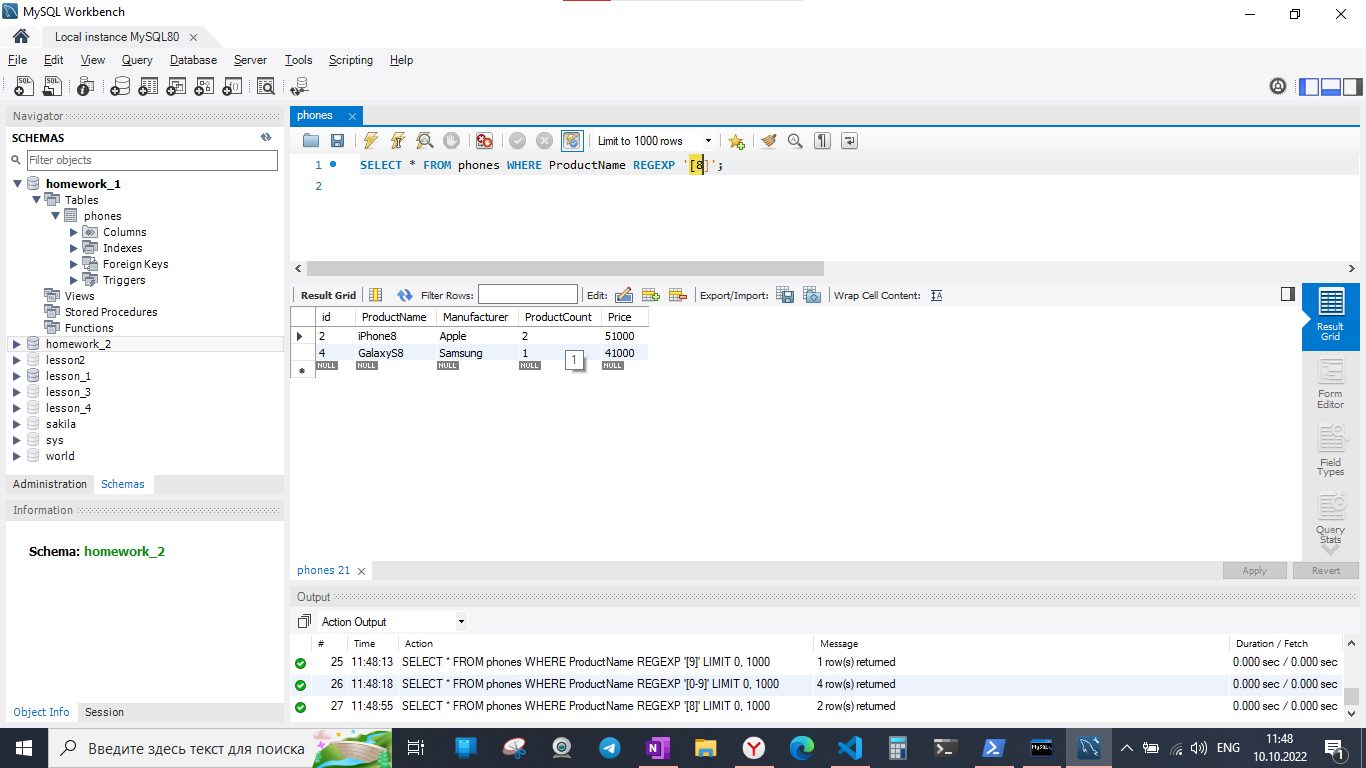 MySQL Workbench
Local instance MySQL80
File Edit View Query Database Server Tools Scripting Help
Navigator
SCHEMAS
Filter objects
homework_1
Tables
phones
Columns
Indexes
Foreign Keys
Triggers
Views
Stored Procedures
Functions
homework_2
lesson2
lesson_1
lesson_3
lesson_4
sakila
sys
world
Administration Schemas
Information
Schema: homework_2
Object Info Session
phones
Limit to 1000 rows
1 SELECT * FROM phones WHERE ProductName REGEXP '[8]';
2
Result Grid Filter Rows: Edit: Export/Import: Wrap Cell Content:
id ProductName Manufacturer ProductCount Price
2 iPhone8 Apple 2 51000
4 GalaxyS8 Samsung 1 41000
NULL NULL NULL NULL NULL
1
Result Grid
Form Editor
Field Types
Query Stats
phones 21
Apply Revert
Output
Action Output
# Time Action Message Duration / Fetch
25 11:48:13 SELECT * FROM phones WHERE ProductName REGEXP '[9]' LIMIT 0, 1000 1 row(s) returned 0.000 sec / 0.000 sec
26 11:48:18 SELECT * FROM phones WHERE ProductName REGEXP '[0-9]' LIMIT 0, 1000 4 row(s) returned 0.000 sec / 0.000 sec
27 11:48:55 SELECT * FROM phones WHERE ProductName REGEXP '[8]' LIMIT 0, 1000 2 row(s) returned 0.000 sec / 0.000 sec
Введите здесь текст для поиска
ENG
11:48
10.10.2022
1